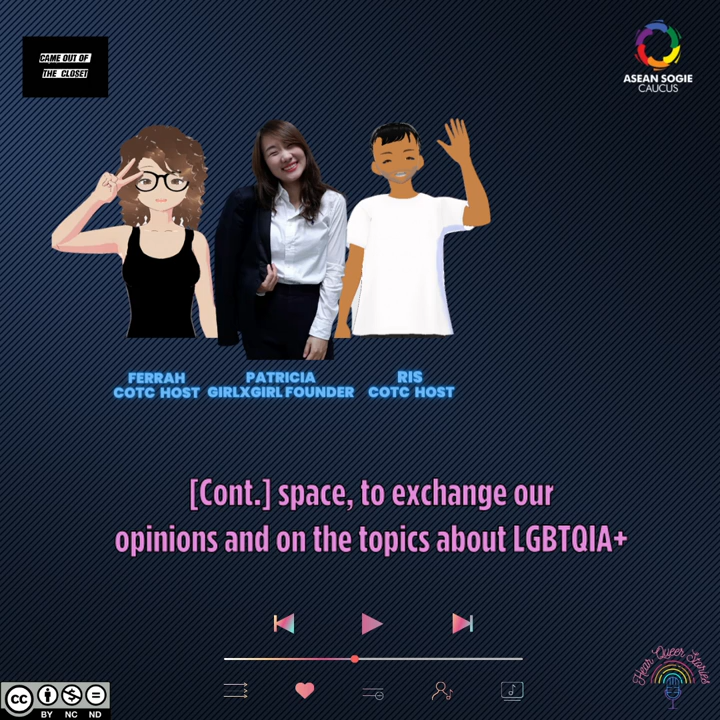 CAME OUT OF
THE CLOSET
ASEAN SOGIE
CAUCUS
FERRAH
COTC HOST
PATRICIA
GIRLXGIRL FOUNDER
RIS
COTC HOST
[Cont.] space, to exchange our
opinions and on the topics about LGBTQIA+
Hear Queer Stories
CC
BY NC ND